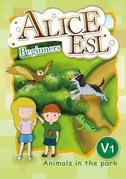 ALICE
Beginners ESL
V1
Animals in the park